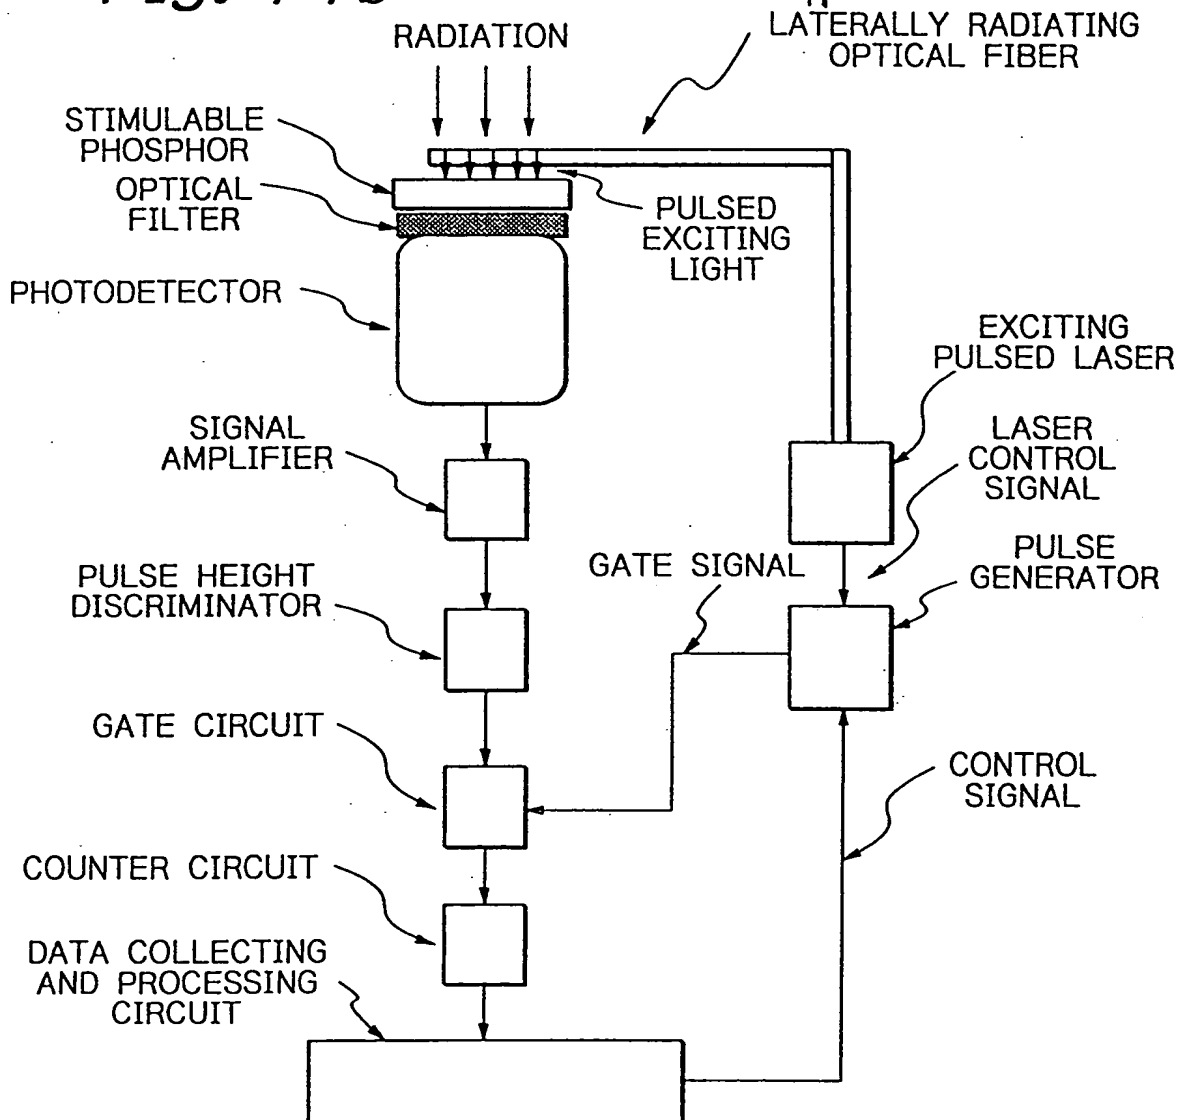 RADIATION
LATERALLY RADIATING
OPTICAL FIBER
STIMULABLE
PHOSPHOR
OPTICAL
FILTER
PULSED
EXCITING
LIGHT
PHOTODETECTOR
EXCITING
PULSED LASER
SIGNAL
AMPLIFIER
LASER
CONTROL
SIGNAL
GATE SIGNAL
PULSE
GENERATOR
PULSE HEIGHT
DISCRIMINATOR
GATE CIRCUIT
CONTROL
SIGNAL
COUNTER CIRCUIT
DATA COLLECTING
AND PROCESSING
CIRCUIT